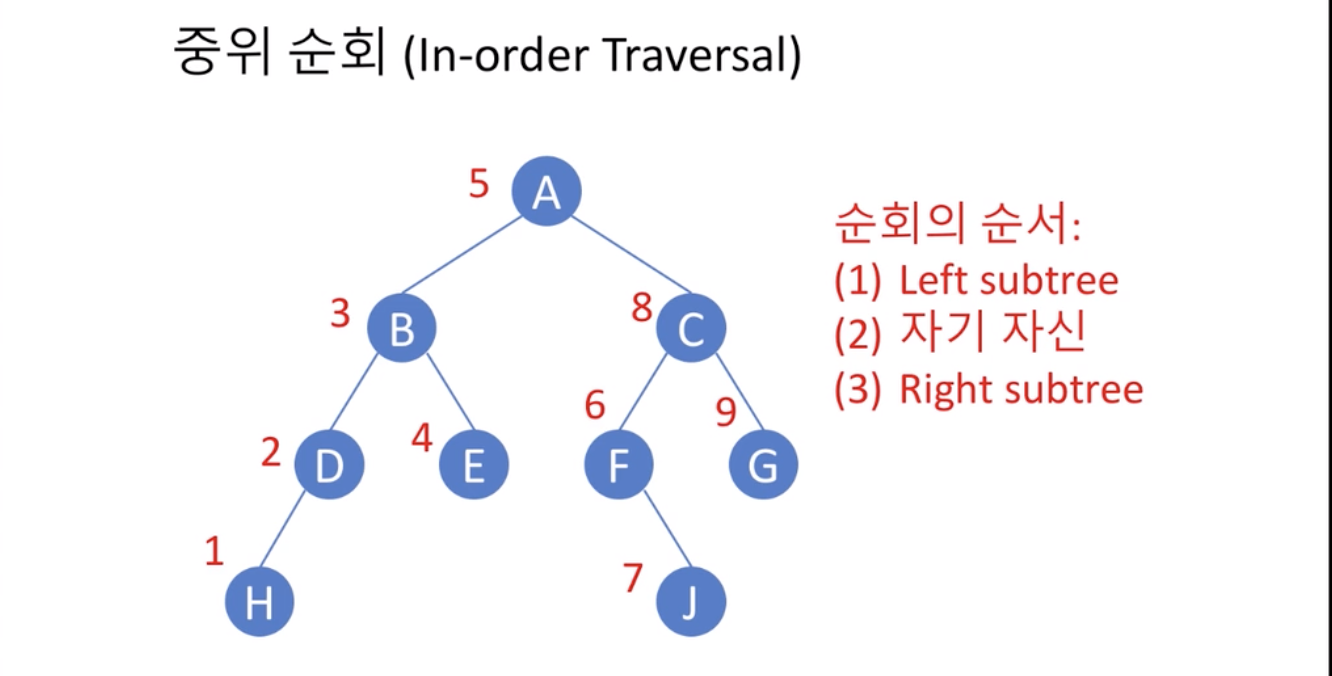 중위 순회 (In-order Traversal)
5 A
순회의 순서:
(1) Left subtree
(2) 자기 자신
(3) Right subtree
3 B 8 C
2 D 4 E 6 F 9 G
1 H 7 J